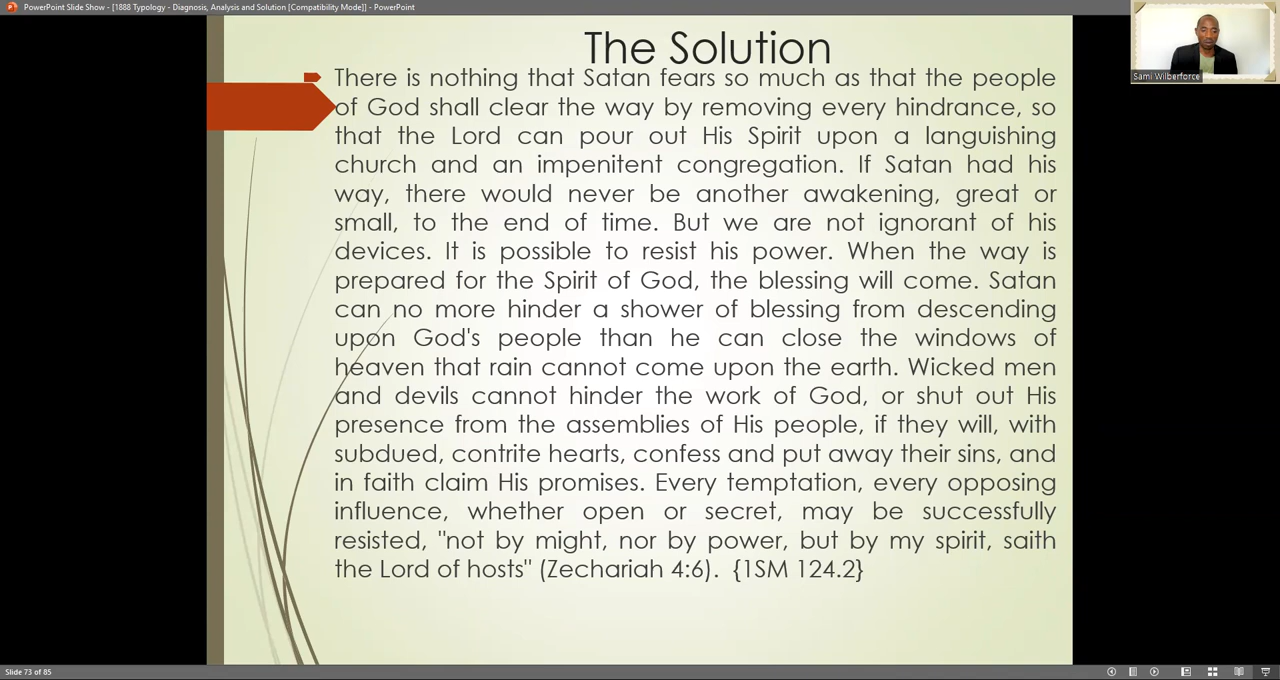 PowerPoint Slide Show - [1888 Typology - Diagnosis, Analysis and Solution [Compatibility Mode]] - PowerPoint
Sami Wilberforce
The Solution
There is nothing that Satan fears so much as that the people
of God shall clear the way by removing every hindrance, so
that the Lord can pour out His Spirit upon a languishing
church and an impenitent congregation. If Satan had his
way, there would never be another awakening, great or
small, to the end of time. But we are not ignorant of his
devices. It is possible to resist his power. When the way is
prepared for the Spirit of God, the blessing will come. Satan
can no more hinder a shower of blessing from descending
upon God's people than he can close the windows of
heaven that rain cannot come upon the earth. Wicked men
and devils cannot hinder the work of God, or shut out His
presence from the assemblies of His people, if they will, with
subdued, contrite hearts, confess and put away their sins, and
in faith claim His promises. Every temptation, every opposing
influence, whether open or secret, may be successfully
resisted, "not by might, nor by power, but by my spirit, saith
the Lord of hosts" (Zechariah 4:6). {1SM 124.2}
Slide 73 of 85